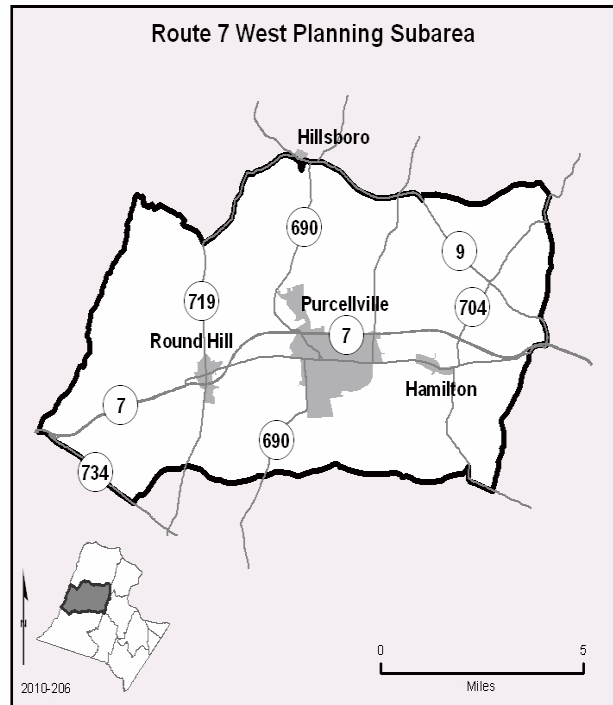 Route 7 West Planning Subarea
Hillsboro
690
9
719
Purcellville
704
7
Round Hill
Hamilton
7
690
734
N
0 5
Miles
2010-206